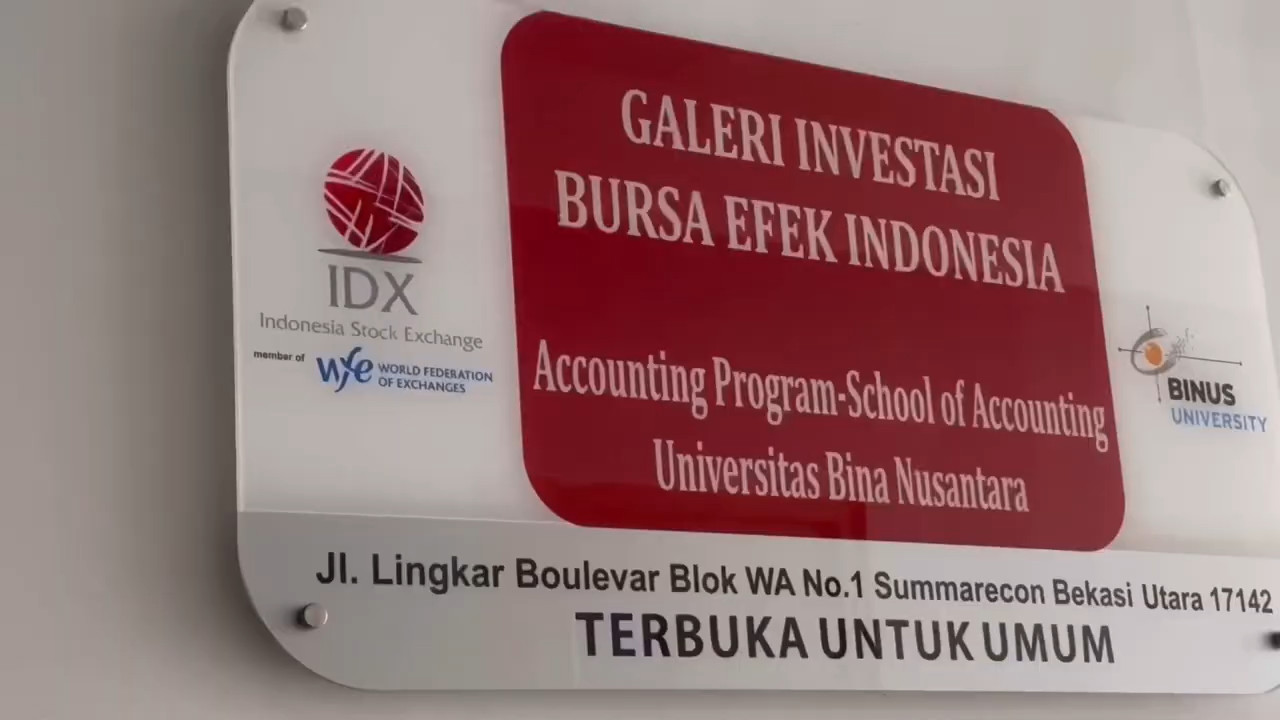 GALERI INVESTASI
BURSA EFEK INDONESIA
Accounting Program-School of Accounting
Universitas Bina Nusantara
IDX
Indonesia Stock Exchange
member of
wfe
WORLD FEDERATION
OF EXCHANGES
BINUS
UNIVERSITY
Jl. Lingkar Boulevar Blok WA No.1 Summarecon Bekasi Utara 17142
TERBUKA UNTUK UMUM